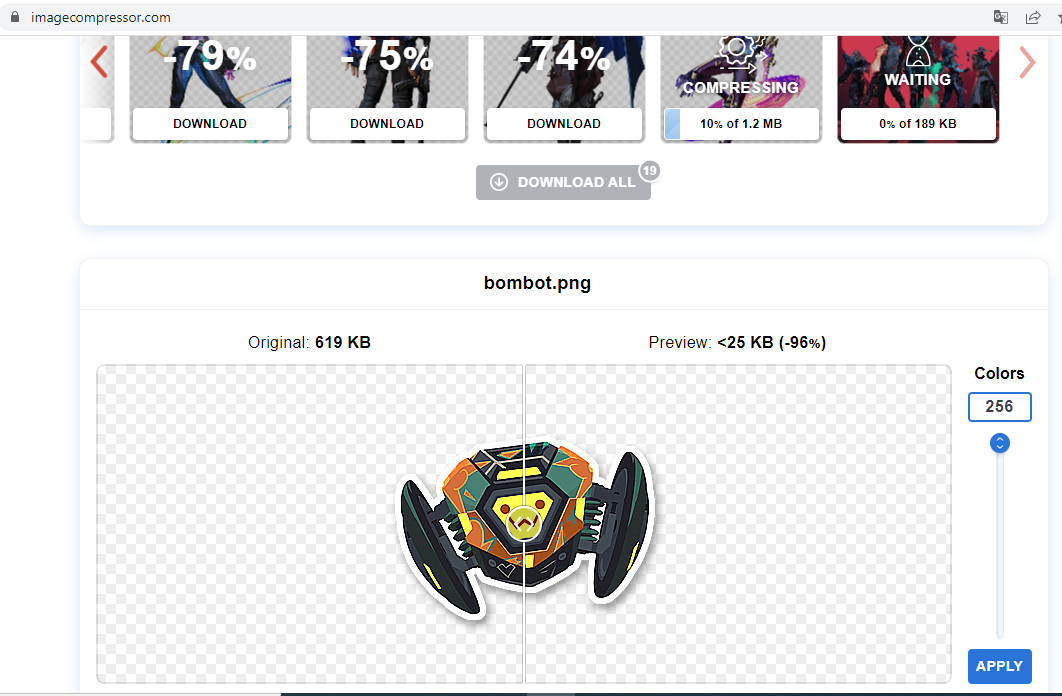 imagecompressor.com
-79%
-75%
-74%
COMPRESSING
WAITING
DOWNLOAD
DOWNLOAD
DOWNLOAD
10% of 1.2 MB
0% of 189 KB
DOWNLOAD ALL
19
bombot.png
Original: 619 KB
Preview: <25 KB (-96%)
Colors
256
APPLY